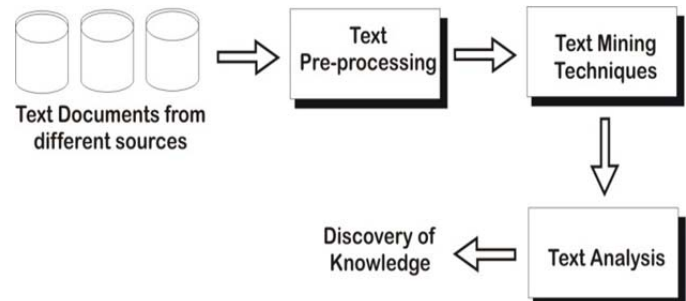 Text Documents from
different sources
Text
Pre-processing
Text Mining
Techniques
Text Analysis
Discovery of
Knowledge